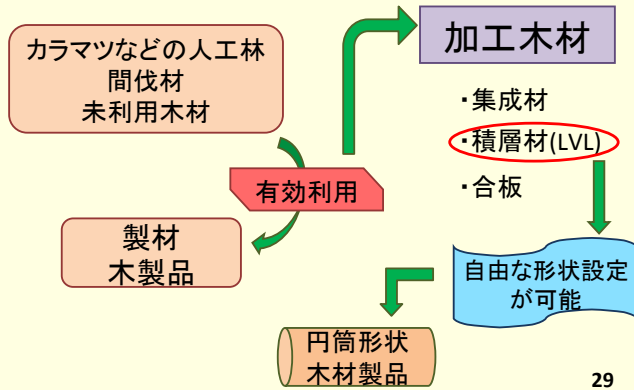 カラマツなどの人工林
間伐材
未利用木材
加工木材
・集成材
・積層材(LVL)
・合板
有効利用
製材
木製品
自由な形状設定
が可能
円筒形状
木材製品
29